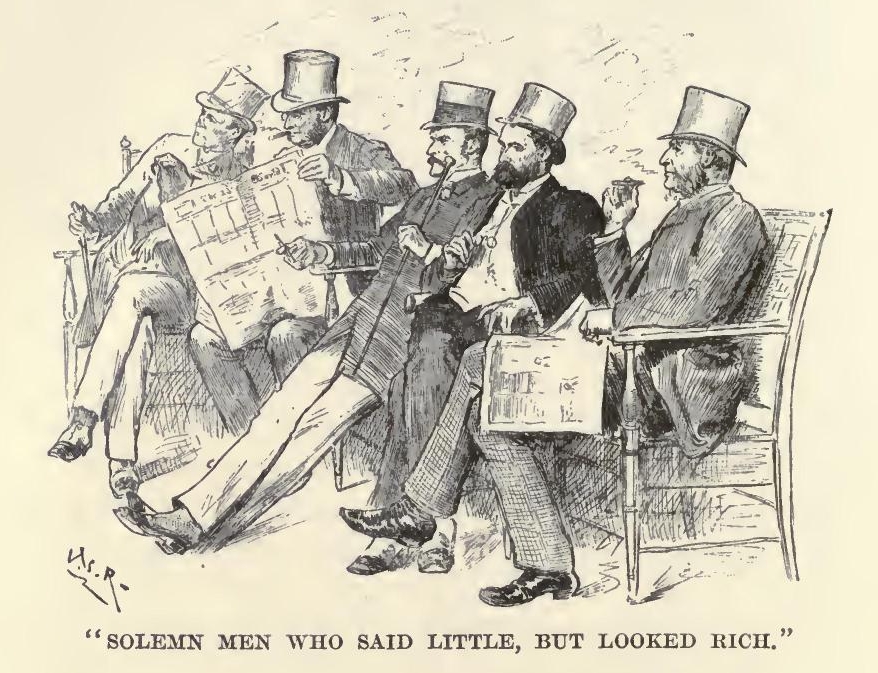 H.S.R.
"SOLEMN MEN WHO SAID LITTLE, BUT LOOKED RICH."